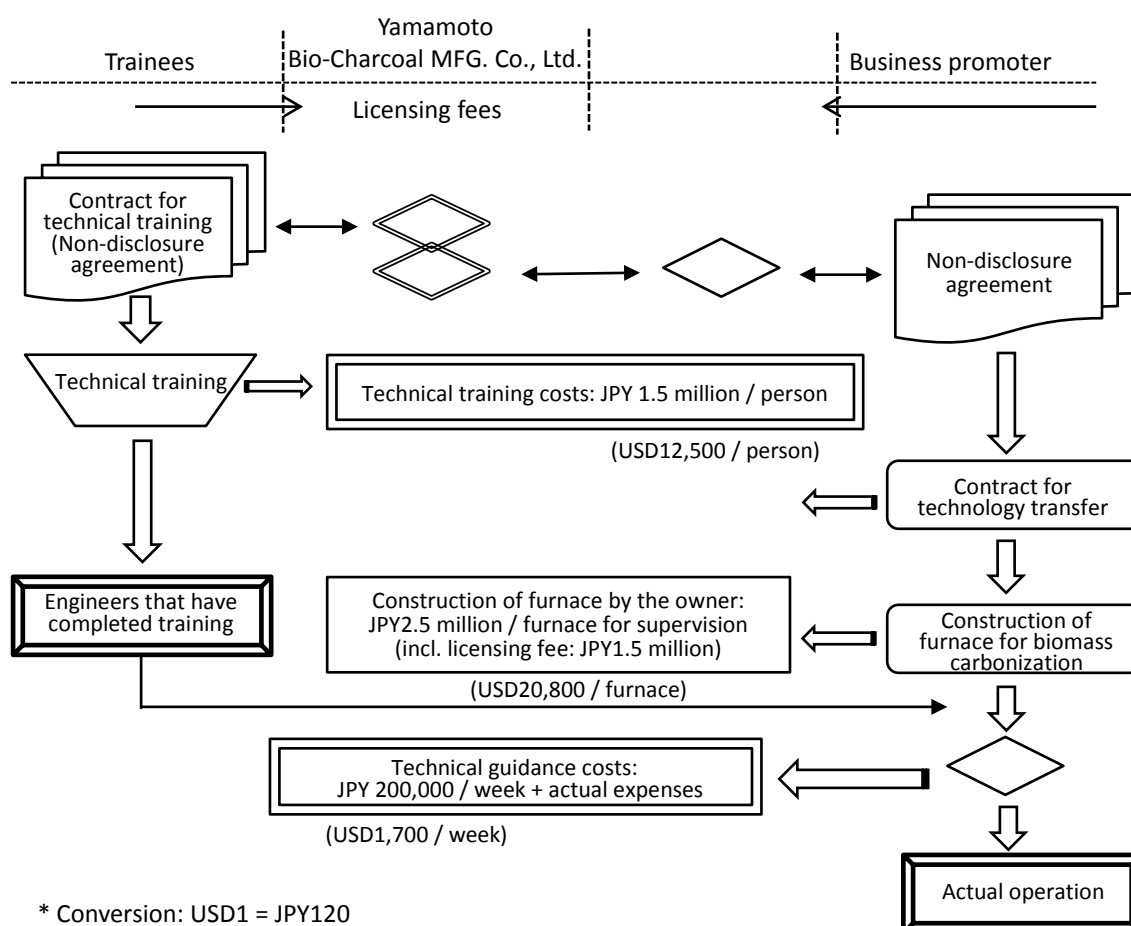 Yamamoto
Trainees
Bio-Charcoal MFG. Co., Ltd.
Business promoter
Licensing fees
Contract for
technical training
(Non-disclosure
agreement)
Non-disclosure
agreement
Technical training
Technical training costs: JPY 1.5 million / person
(USD12,500 / person)
Contract for
technology transfer
Engineers that have
completed training
Construction of furnace by the owner:
JPY2.5 million / furnace for supervision
(incl. licensing fee: JPY1.5 million)
(USD20,800 / furnace)
Construction of
furnace for biomass
carbonization
Technical guidance costs:
JPY 200,000 / week + actual expenses
(USD1,700 / week)
Actual operation
* Conversion: USD1 = JPY120